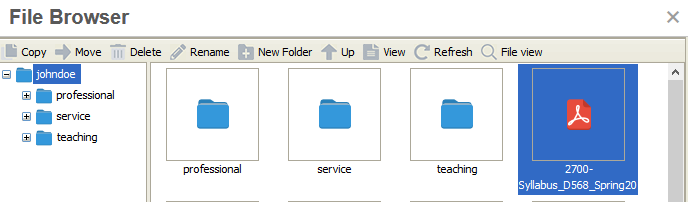 File Browser
Copy Move Delete Rename New Folder Up View Refresh File view
johndoe
professional
service
teaching
professional service teaching 2700-
Syllabus_D568_Spring20